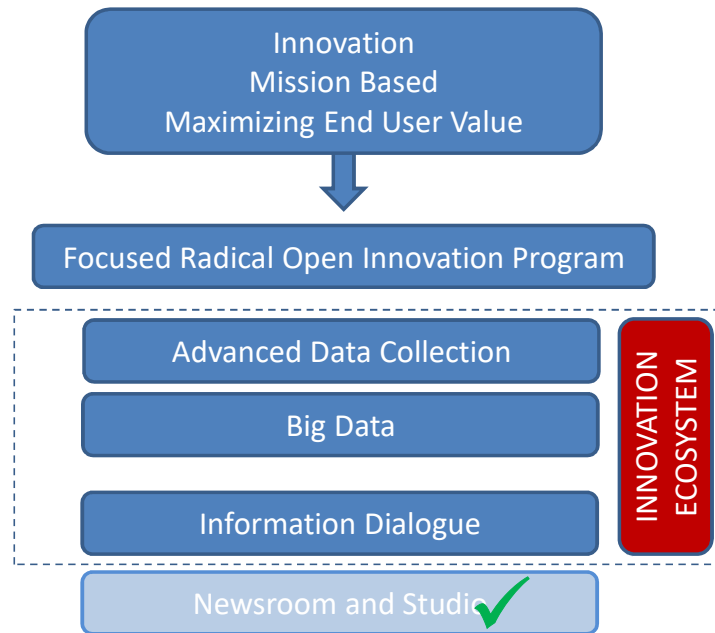 Innovation
Mission Based
Maximizing End User Value
Focused Radical Open Innovation Program
Advanced Data Collection
Big Data
Information Dialogue
INNOVATION
ECOSYSTEM
Newsroom and Studio